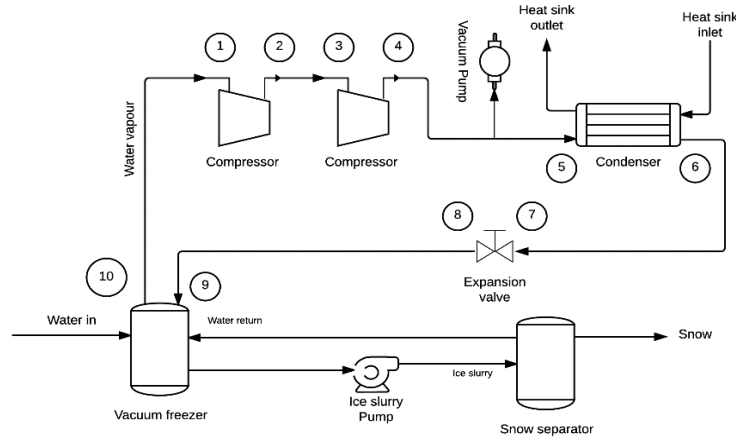 Heat sink
outlet
Heat sink
inlet
1
2
3
4
Vacuum Pump
Water vapour
Compressor
Compressor
5
Condenser
6
8
7
10
9
Expansion
valve
Water in
Water return
Snow
Ice slurry
Ice slurry
Pump
Vacuum freezer
Snow separator